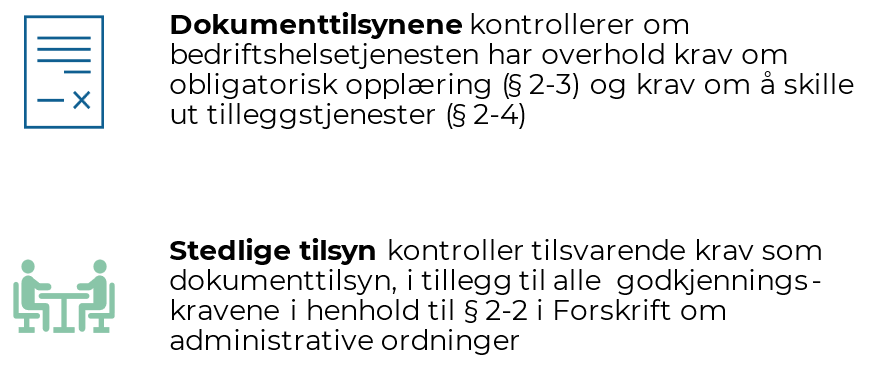 Dokumenttilsynene kontrollerer om
bedriftshelsetjenesten har overhold krav om
obligatorisk opplæring (§ 2-3) og krav om å skille
ut tilleggstjenester (§ 2-4)
Stedlige tilsyn kontroller tilsvarende krav som
dokumenttilsyn, i tillegg til alle godkjennings-
kravene i henhold til § 2-2 i Forskrift om
administrative ordninger